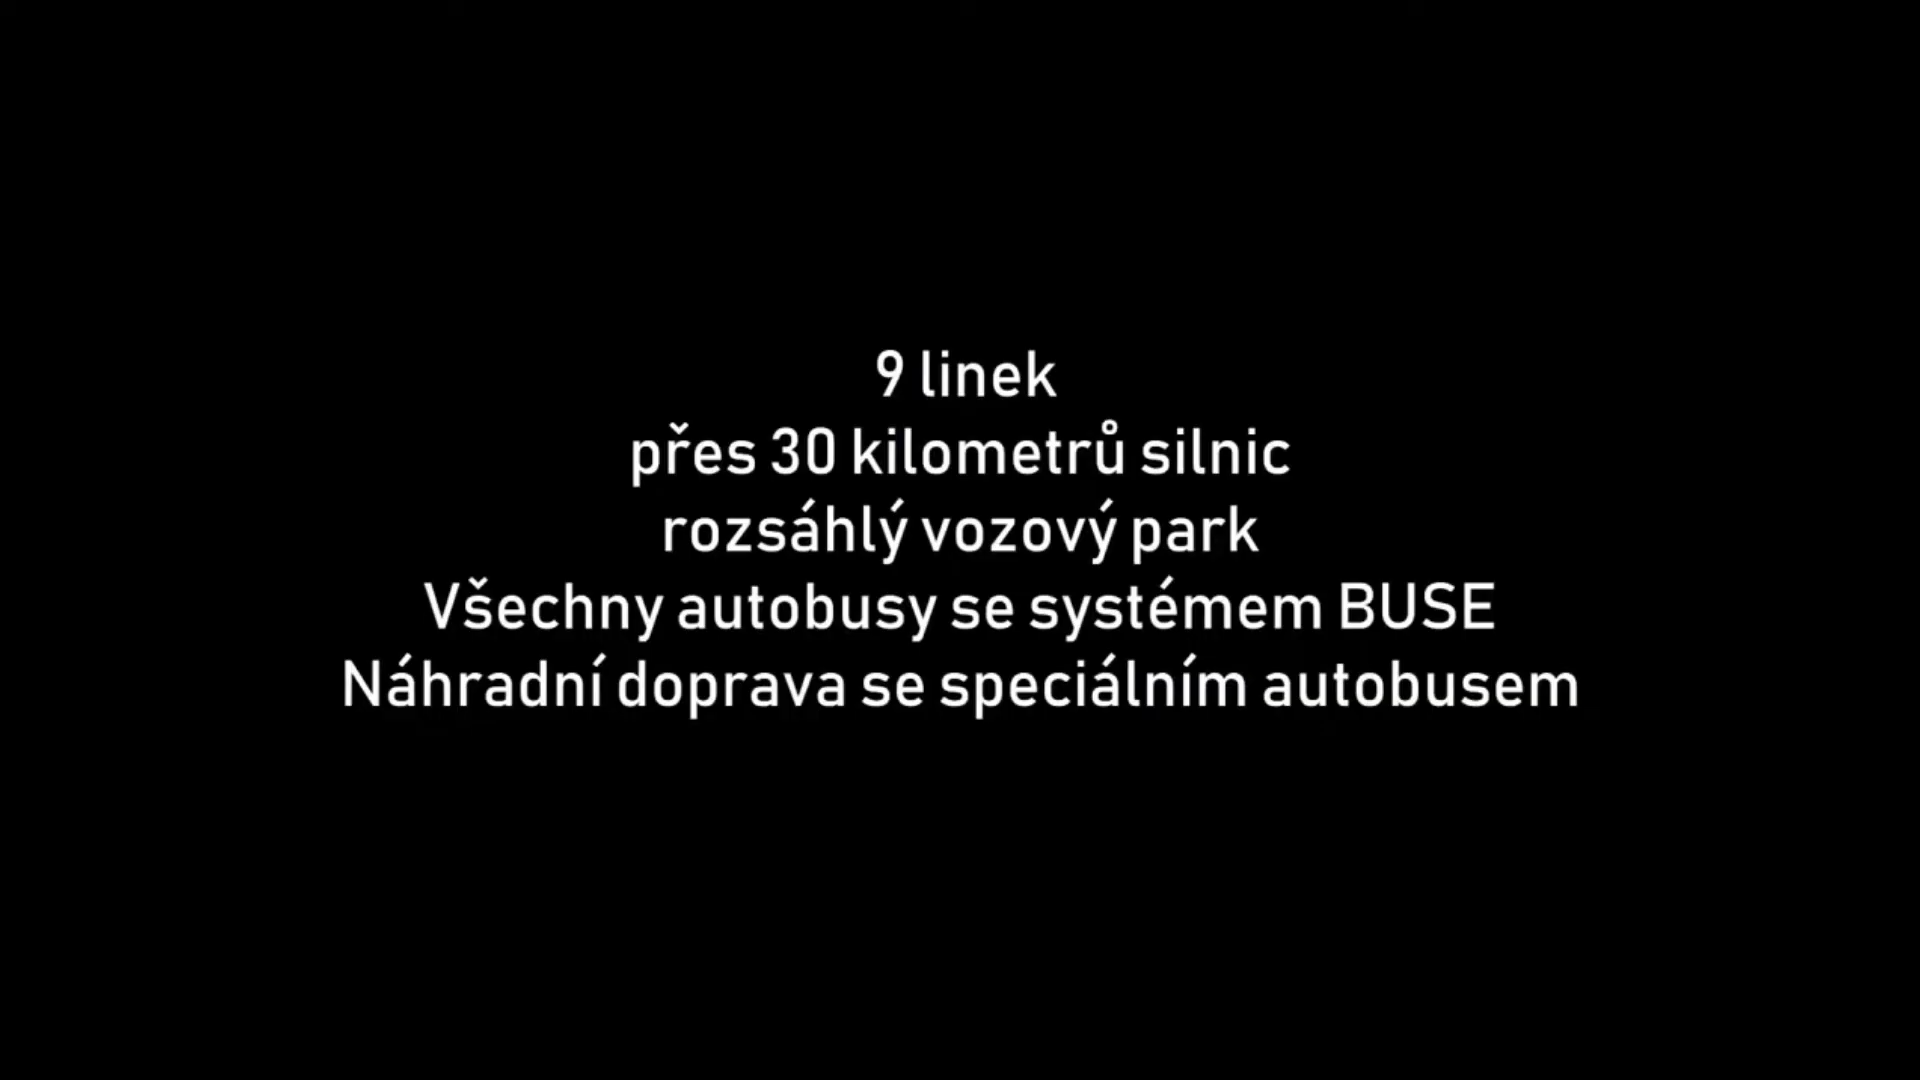 9 linek
přes 30 kilometrů silnic
rozsáhlý vozový park
Všechny autobusy se systémem BUSE
Náhradní doprava se speciálním autobusem